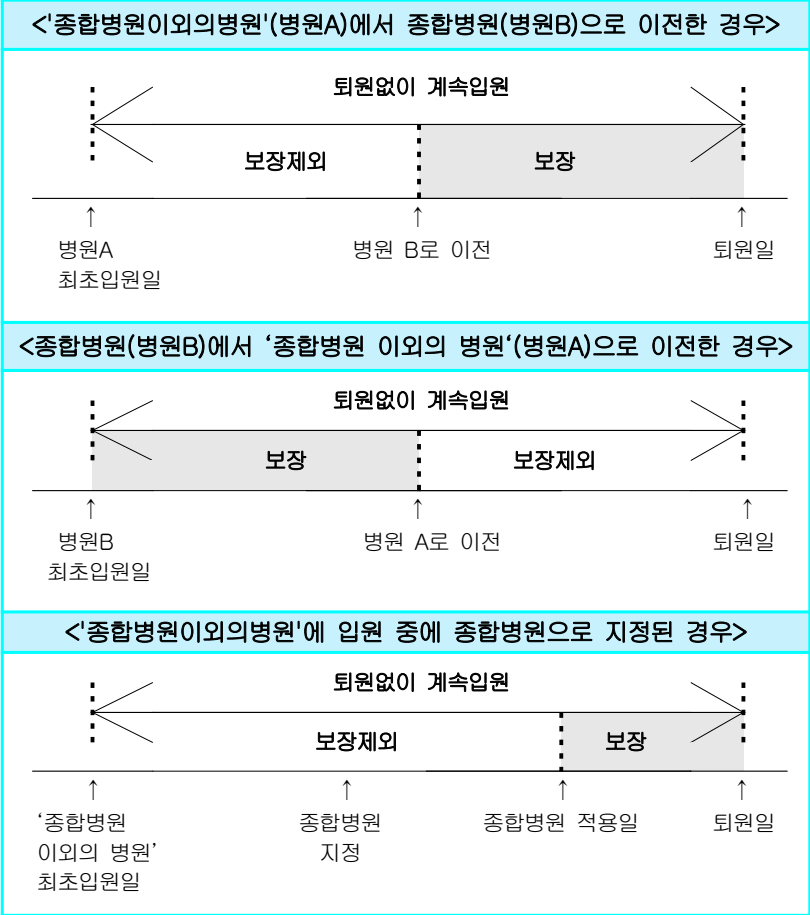 <'종합병원이외의병원'(병원A)에서 종합병원(병원B)으로 이전한 경우>
퇴원없이 계속입원
보장제외 보장
↑ ↑ ↑
병원A 병원 B로 이전 퇴원일
최초입원일
<종합병원(병원B)에서 ‘종합병원 이외의 병원‘(병원A)으로 이전한 경우>
퇴원없이 계속입원
보장 보장제외
↑ ↑ ↑
병원B 병원 A로 이전 퇴원일
최초입원일
<'종합병원이외의병원'에 입원 중에 종합병원으로 지정된 경우>
퇴원없이 계속입원
보장제외 보장
↑ ↑ ↑ ↑
‘종합병원 종합병원 종합병원 적용일 퇴원일
이외의 병원’ 지정
최초입원일